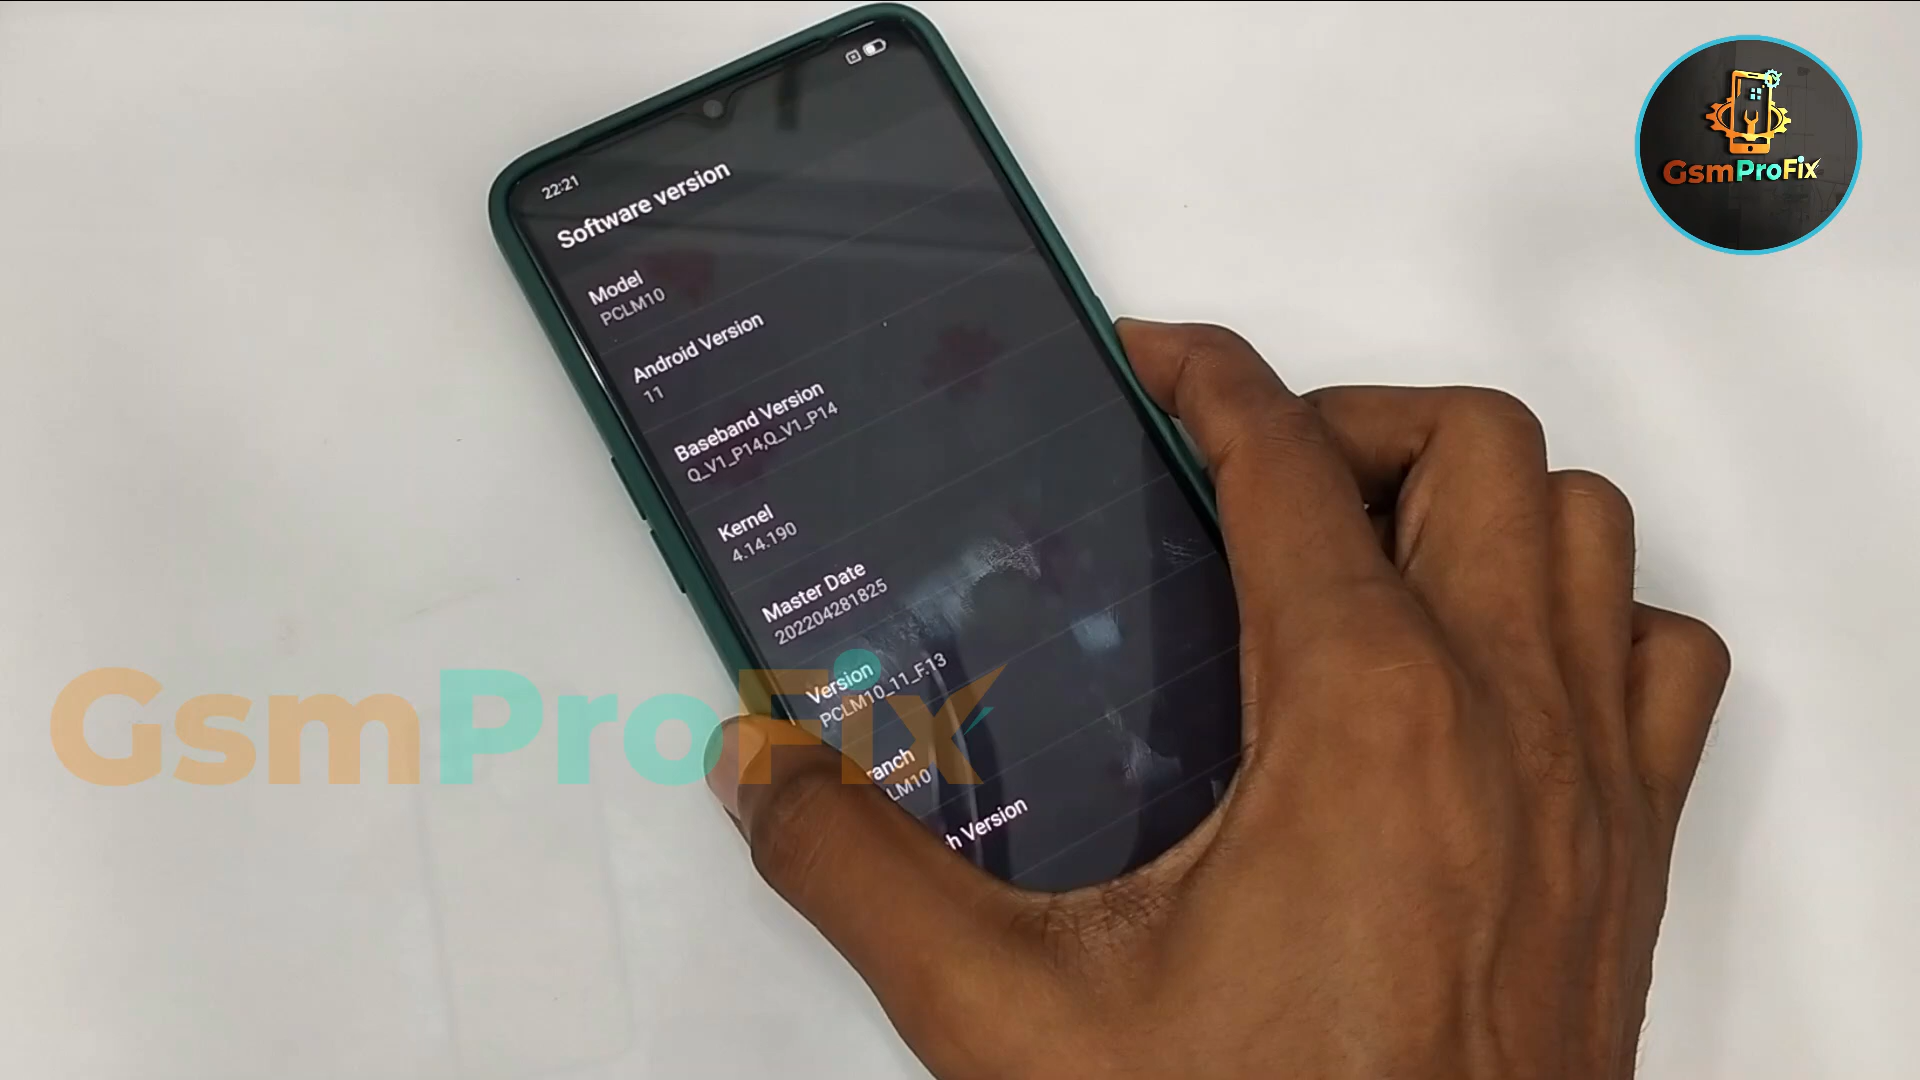 GsmProFix
22:21
Software version
Model
PCLM10
Android Version
11
Baseband Version
Q_V1_P14,Q_V1_P14
Kernel
4.14.190
Master Date
202204281825
Version
PCLM10_11_F.13
ranch
LM10
h Version
GsmProFix